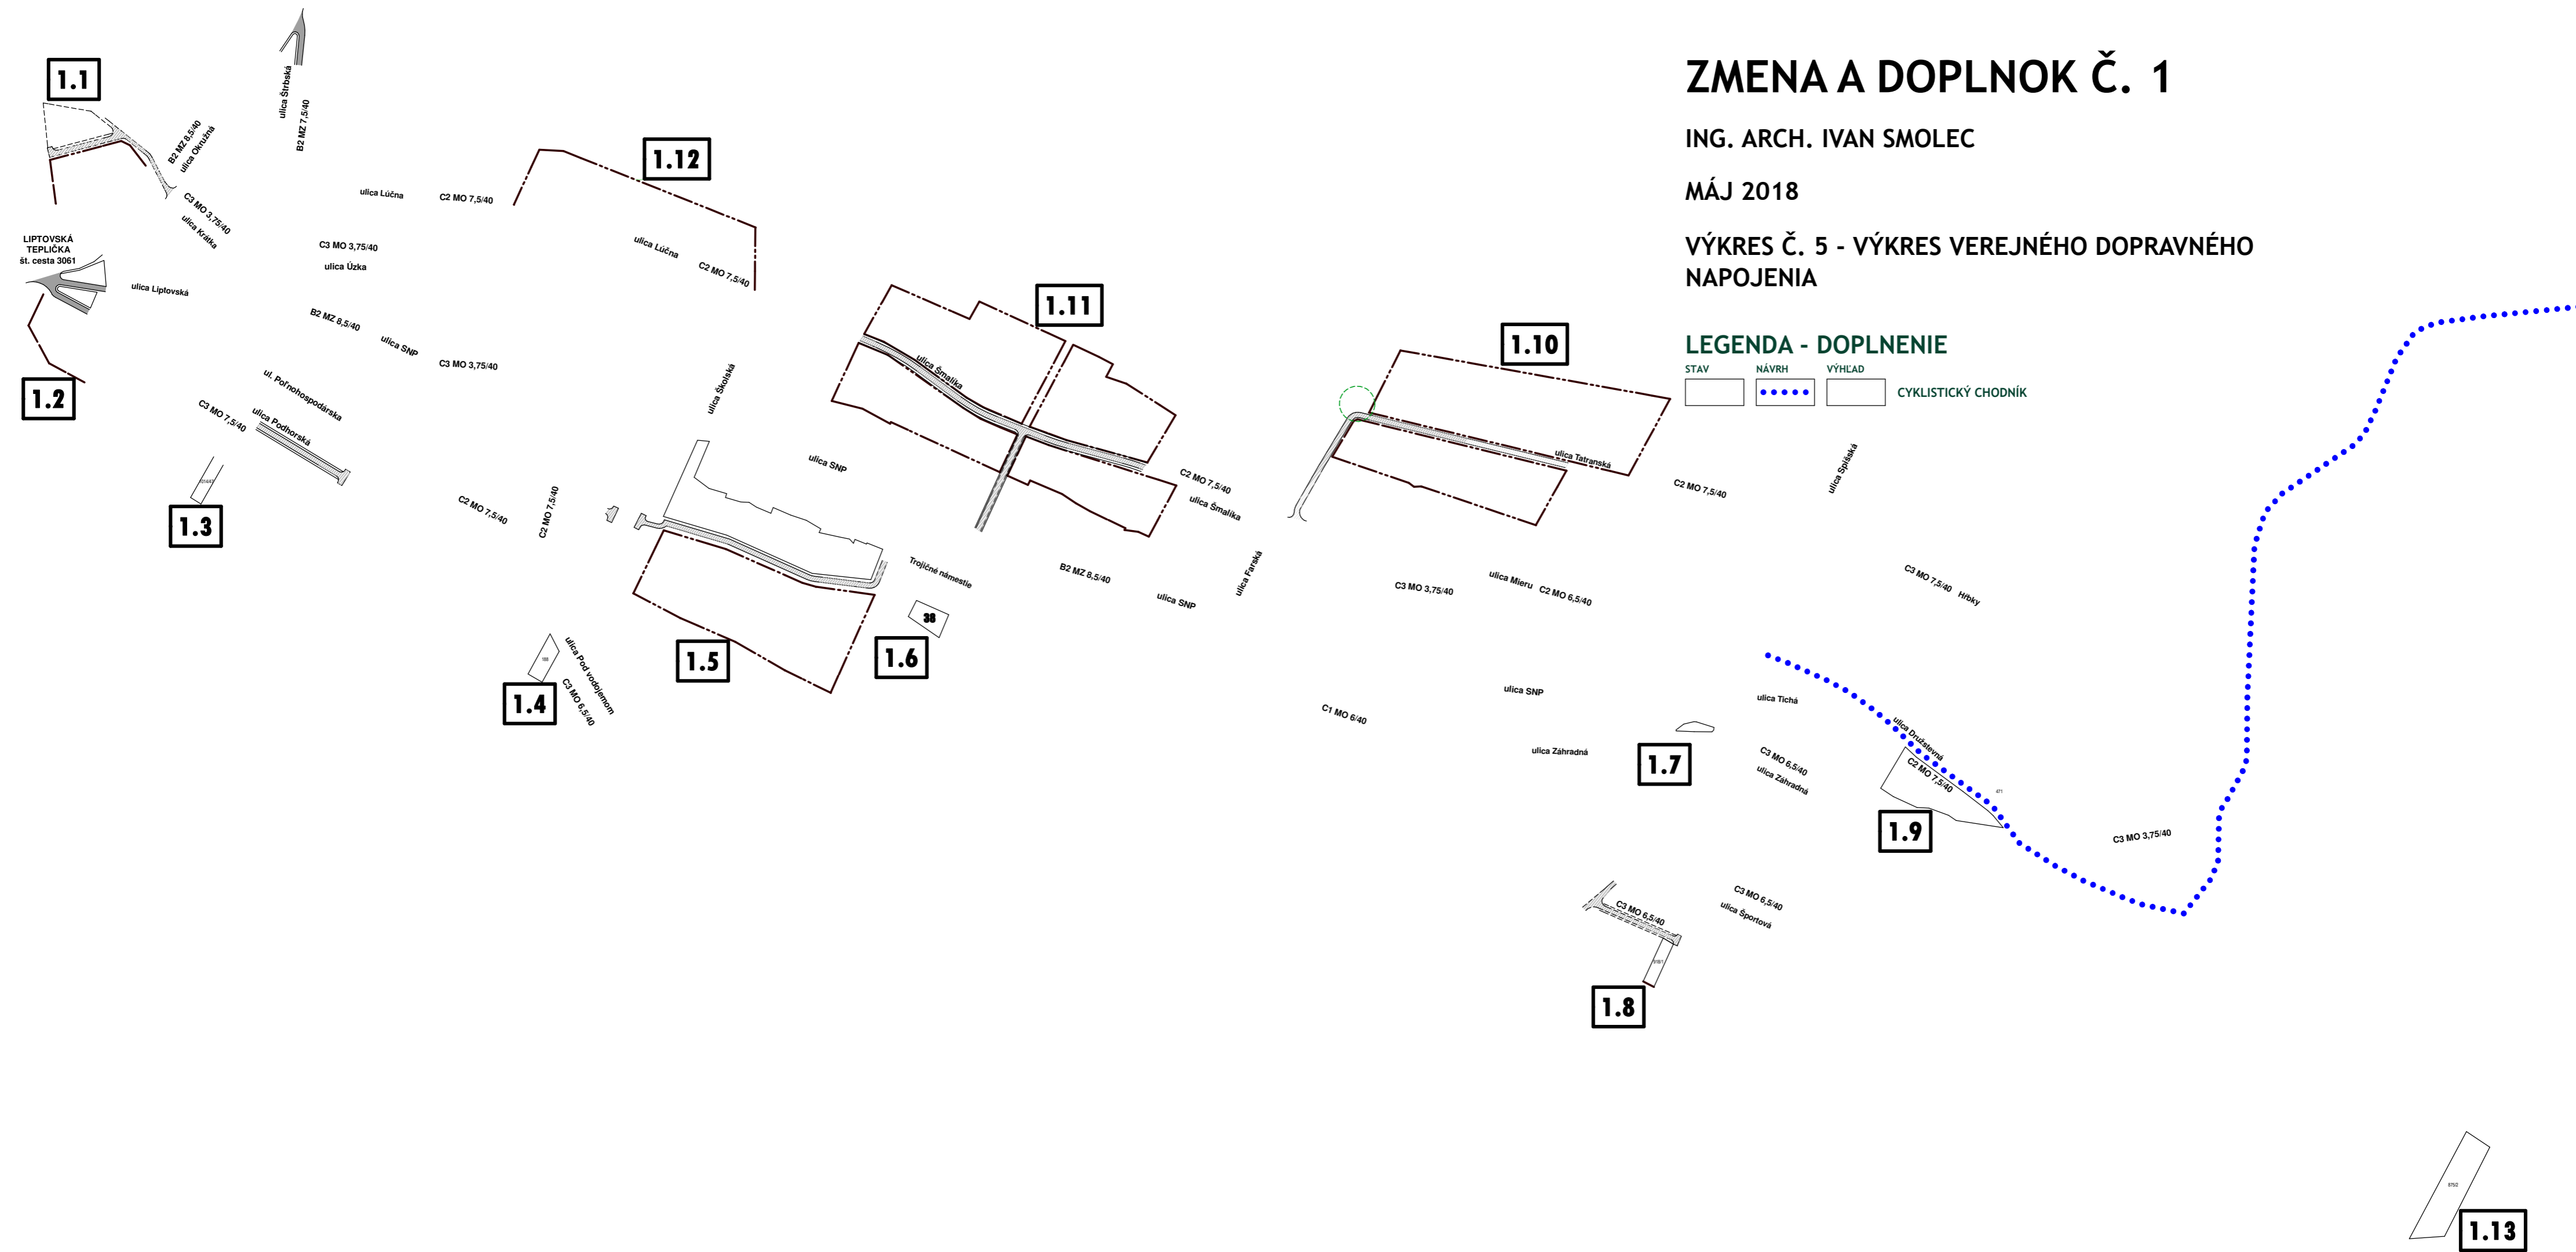 ZMENA A DOPLNOK Č. 1
ING. ARCH. IVAN SMOLEC
MÁJ 2018
VÝKRES Č. 5 - VÝKRES VEREJNÉHO DOPRAVNÉHO
NAPOJENIA
LEGENDA - DOPLNENIE
STAV
NÁVRH
VÝHĽAD
CYKLISTICKÝ CHODNÍK
1.1
ulica Štrbská
B2 MZ 7,5/40
B2 MZ 8,5/40
ulica Okružná
C3 MO 3,75/40
ulica Krátka
LIPTOVSKÁ
TEPLIČKA
št. cesta 3061
ulica Liptovská
1.2
ulica Lúčna
C2 MO 7,5/40
C3 MO 3,75/40
ulica Úzka
B2 MZ 8,5/40
ulica SNP
C3 MO 3,75/40
ul. Poľnohospodárska
ulica Podhorská
C3 MO 7,5/40
1.3
1.12
ulica Lúčna
C2 MO 7,5/40
ulica Školská
C2 MO 7,5/40
C2 MO 7,5/40
ulica SNP
1.4
ulica Pod vodojemom
C3 MO 6,5/40
1.5
Trojičné námestie
38
1.6
1.11
ulica Šmalika
C2 MO 7,5/40
ulica Šmalika
B2 MZ 8,5/40
ulica SNP
ulica Farská
1.10
ulica Tatranská
C2 MO 7,5/40
ulica Spišská
C3 MO 3,75/40
ulica Mieru
C2 MO 6,5/40
C3 MO 7,5/40
Hŕbky
C1 MO 6/40
ulica SNP
ulica Záhradná
1.7
ulica Tichá
C3 MO 6,5/40
ulica Záhradná
ulica Družstevná
C2 MO 7,5/40
471
1.9
C3 MO 3,75/40
C3 MO 6,5/40
C3 MO 6,5/40
ulica Športová
1.8
875/2
1.13